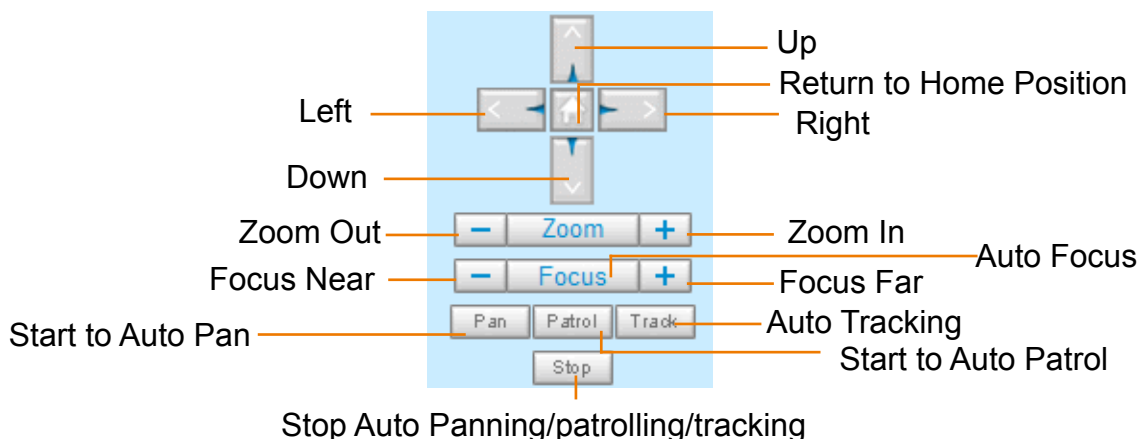 Up
Return to Home Position
Left
Right
Down
Zoom Out
− Zoom +
Zoom In
Auto Focus
Focus Near
− Focus +
Focus Far
Pan Patrol Track
Auto Tracking
Start to Auto Pan
Start to Auto Patrol
Stop
Stop Auto Panning/patrolling/tracking